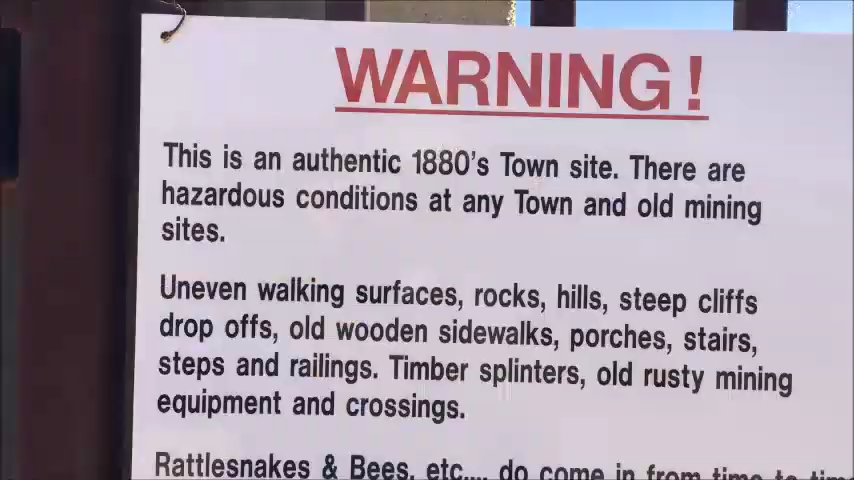 WARNING!
This is an authentic 1880's Town site. There are
hazardous conditions at any Town and old mining
sites.
Uneven walking surfaces, rocks, hills, steep cliffs
drop offs, old wooden sidewalks, porches, stairs,
steps and railings. Timber splinters, old rusty mining
equipment and crossings.
Rattlesnakes & Bees, etc.... do come in from time to time